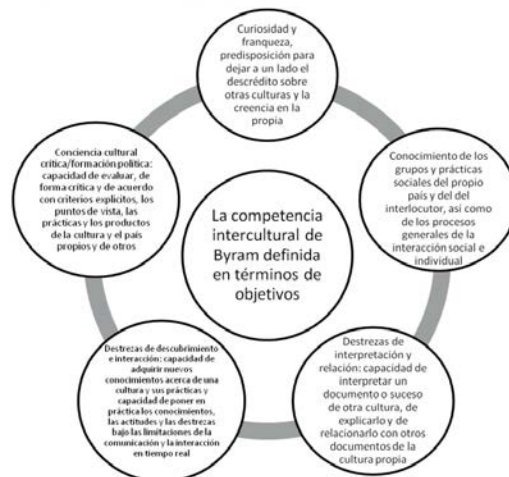 Curiosidad y
franqueza,
predisposición para
dejar a un lado el
descrédito sobre
otras culturas y la
creencia en la
propia
Conocimiento de los
grupos y prácticas
sociales del propio
país y del del
interlocutor, así como
de los procesos
generales de la
interacción social e
individual
Destrezas de
interpretación y
relación: capacidad de
interpretar un
documento o suceso
de otra cultura, de
explicarlo y de
relacionarlo con otros
documentos de la
cultura propia
Destrezas de descubrimiento
e interacción: capacidad de
adquirir nuevos
conocimientos acerca de una
cultura y sus prácticas y
capacidad de poner en
práctica los conocimientos,
las actitudes y las destrezas
bajo las limitaciones de la
comunicación y la interacción
en tiempo real
Conciencia cultural
crítica/formación política:
capacidad de evaluar, de
forma crítica y de acuerdo
con criterios explícitos, los
puntos de vista, las
prácticas y los productos
de la cultura y el país
propios y de otros
La competencia
intercultural de
Byram definida
en términos de
objetivos